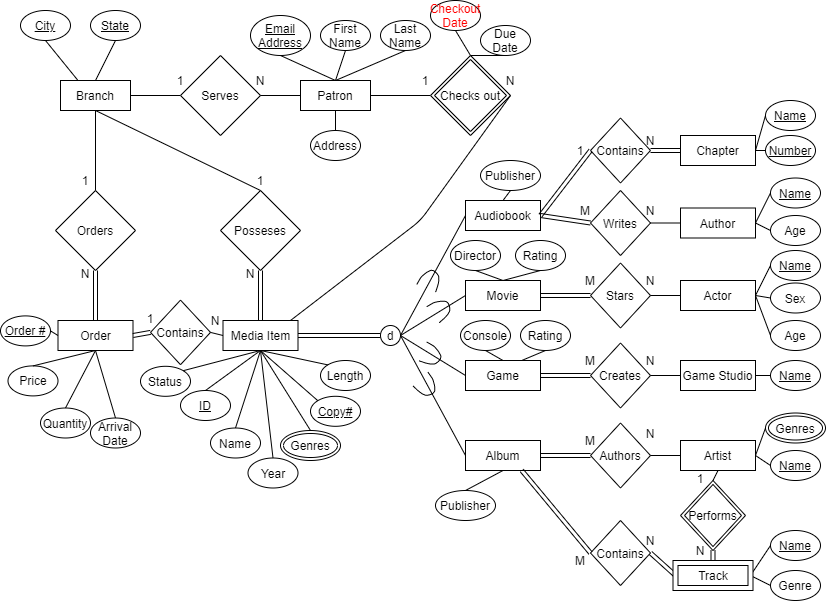 Checkout
Date
City
State
Email
Address
First
Name
Last
Name
Due
Date
1
N
1
N
Branch
Serves
Patron
Checks out
Address
Name
Number
1
N
Contains
Chapter
Publisher
1
1
Audiobook
M
N
Writes
Author
Name
Age
Orders
Posseses
Director
Rating
N
N
Movie
M
N
Stars
Actor
Name
Sex
Age
Order #
Order
1
Contains
N
Media Item
d
Console
Rating
Game
M
N
Creates
Game Studio
Name
Price
Status
Length
Quantity
Arrival
Date
ID
Copy#
Name
Genres
Year
Album
M
N
Authors
Artist
Genres
Name
Publisher
1
Performs
N
M
Contains
N
Track
Name
Genre